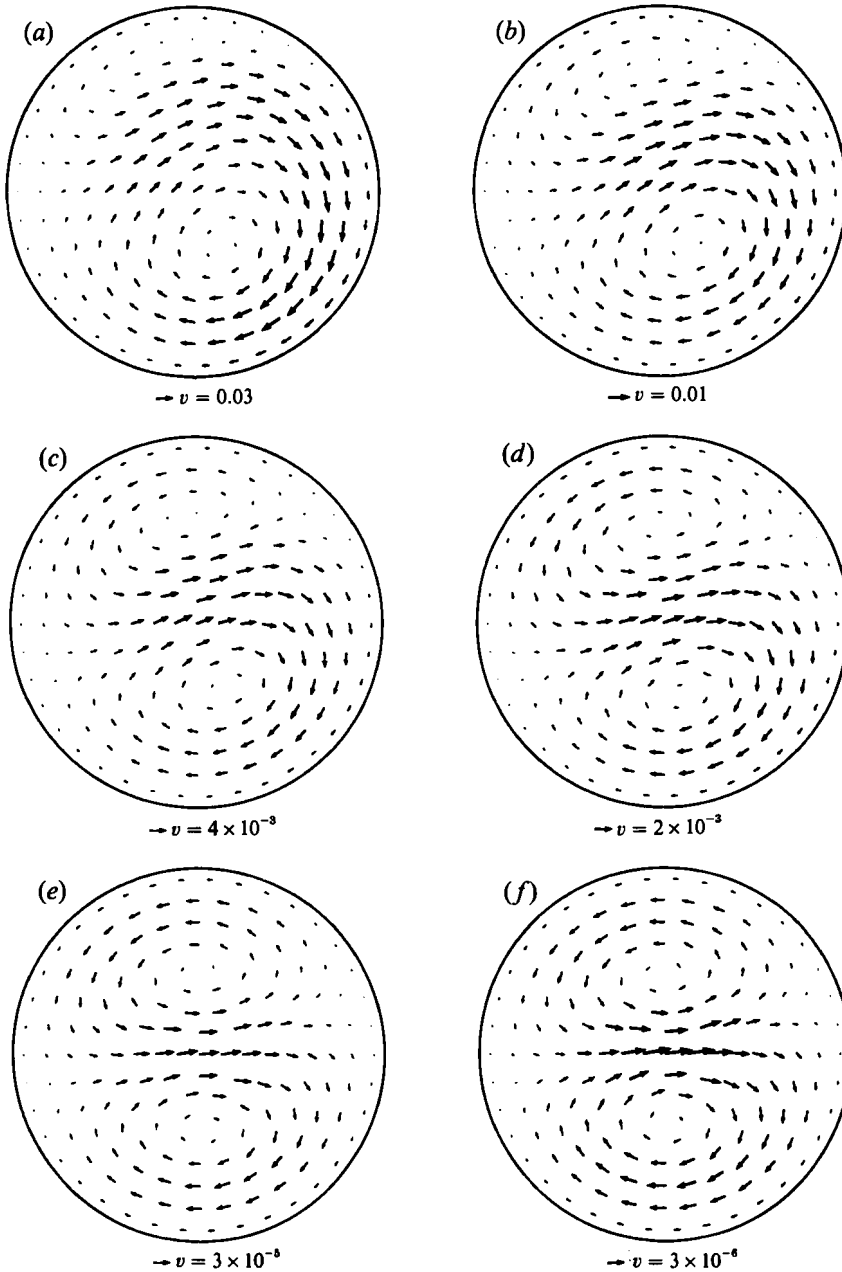 (a)
(b)
v = 0.03
v = 0.01
(c)
(d)
v = 4 × 10⁻³
v = 2 × 10⁻³
(e)
(f)
v = 3 × 10⁻⁵
v = 3 × 10⁻⁶